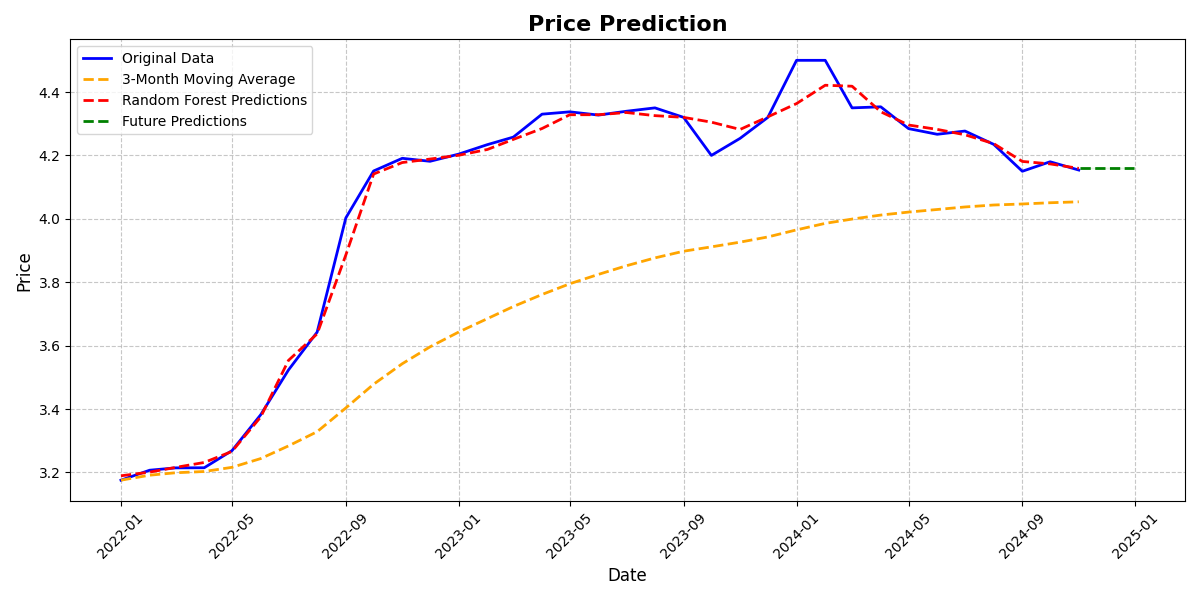 Price Prediction
Original Data
3-Month Moving Average
Random Forest Predictions
Future Predictions
Price
4.4
4.2
4.0
3.8
3.6
3.4
3.2
2022-01
2022-05
2022-09
2023-01
2023-05
2023-09
2024-01
2024-05
2024-09
2025-01
Date